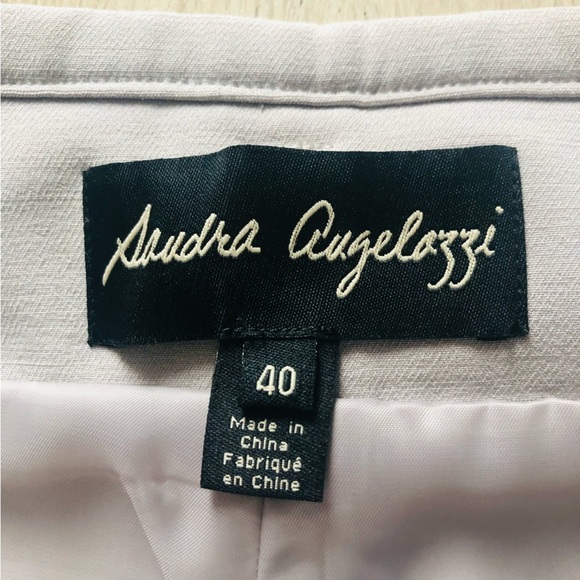 Sandra Angelozzi
40
Made in
China
Fabriqué
en Chine